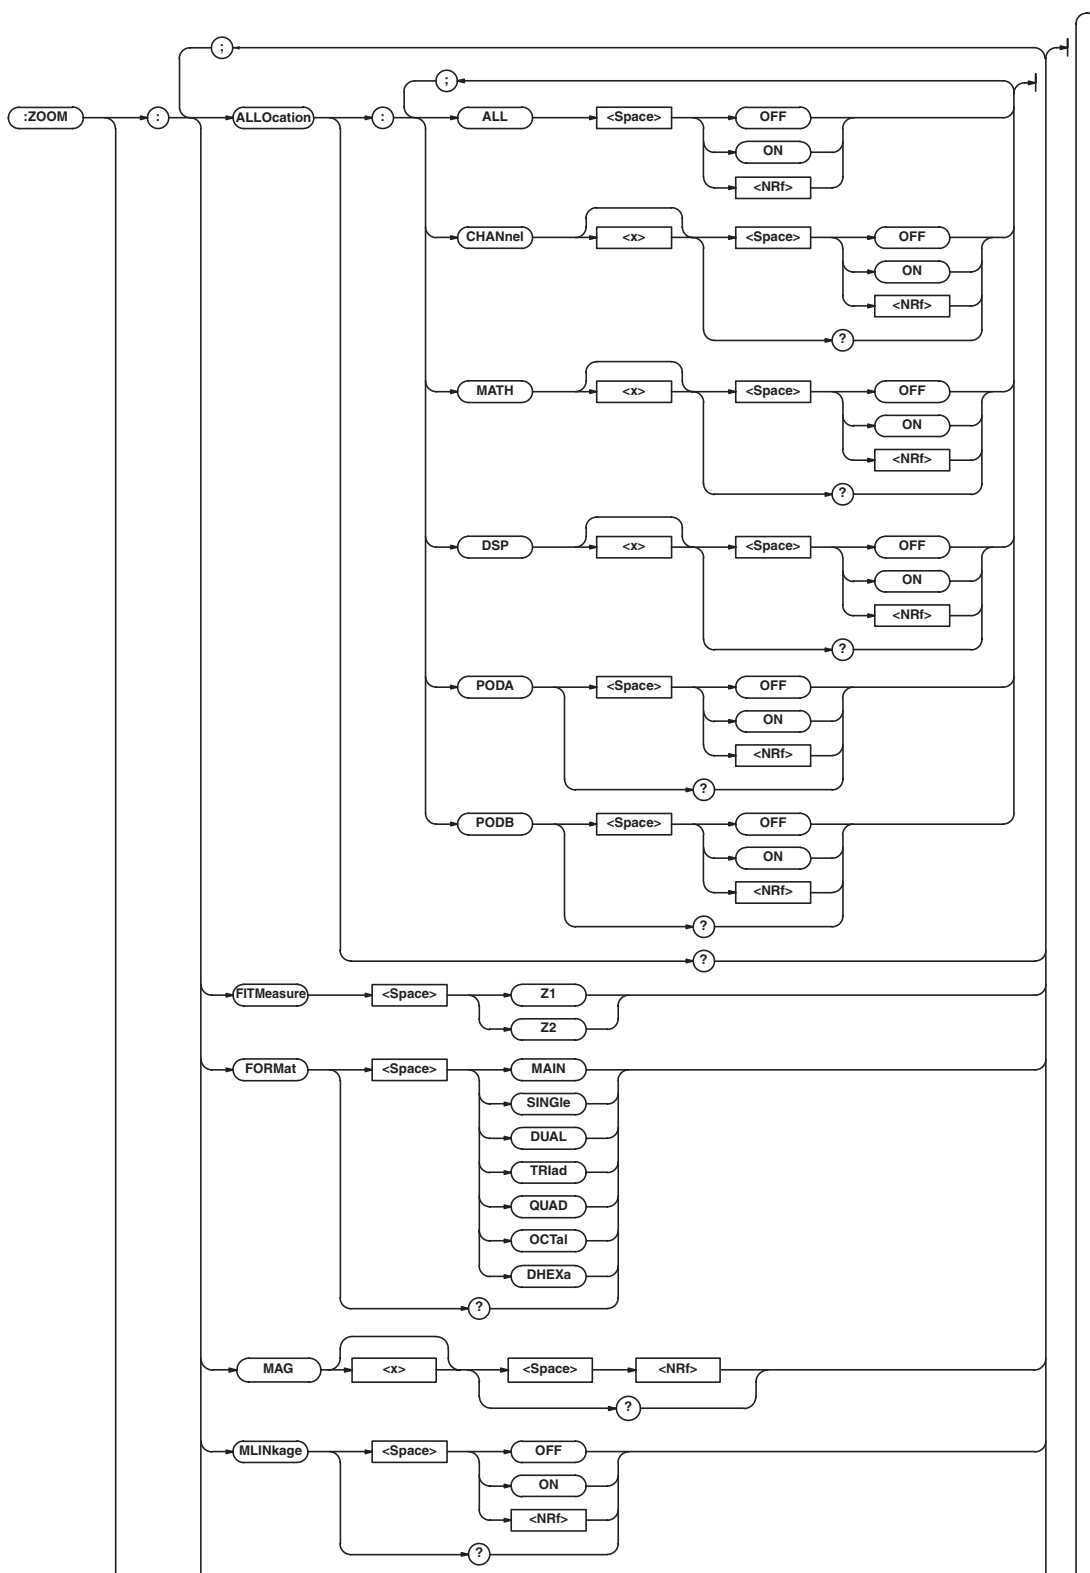 ;
;
:ZOOM : ALLOcation : ALL <Space> OFF
ON
<NRf>
CHANnel <x> <Space> OFF
ON
<NRf>
?
MATH <x> <Space> OFF
ON
<NRf>
?
DSP <x> <Space> OFF
ON
<NRf>
?
PODA <Space> OFF
ON
<NRf>
?
PODB <Space> OFF
ON
<NRf>
?
?
FITMeasure <Space> Z1
Z2
FORMat <Space> MAIN
SINGle
DUAL
TRIad
QUAD
OCTal
DHEXa
?
MAG <x> <Space> <NRf>
?
MLINkage <Space> OFF
ON
<NRf>
?